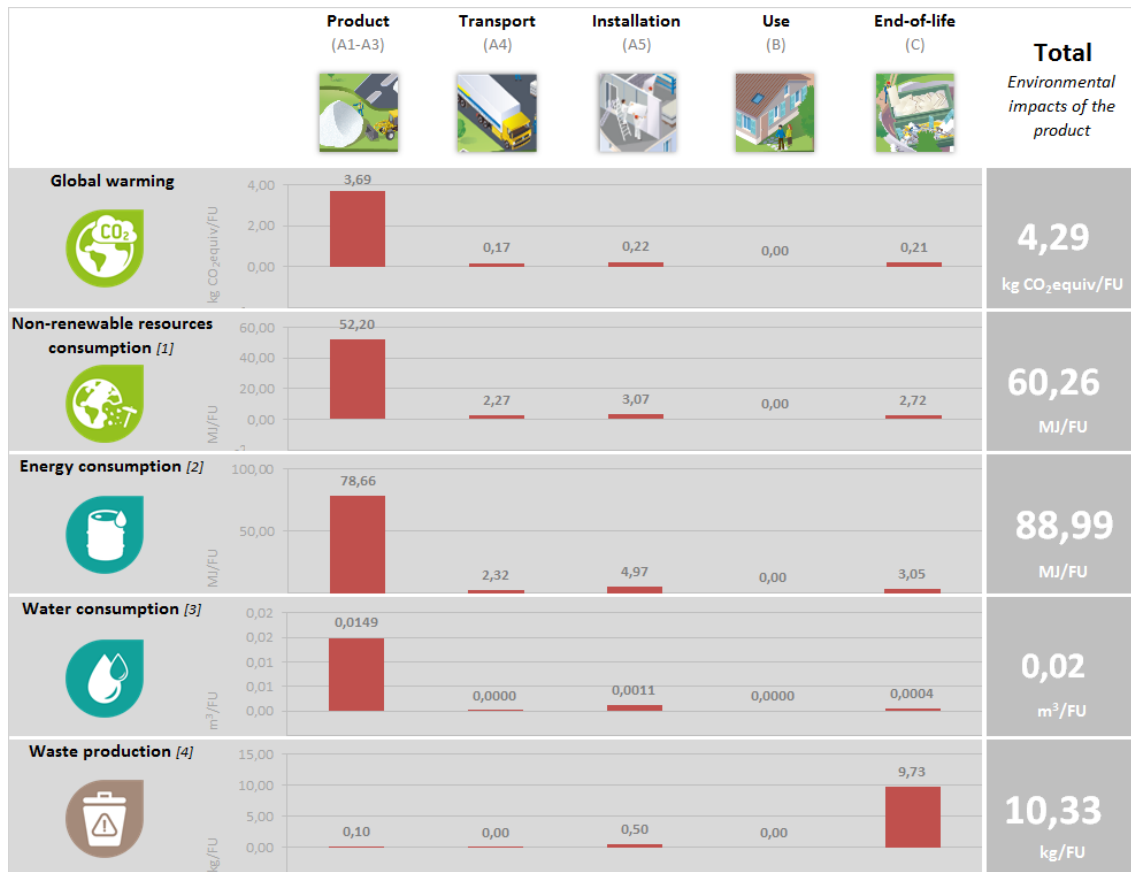 Product
(A1-A3)
Transport
(A4)
Installation
(A5)
Use
(B)
End-of-life
(C)
Total
Environmental
impacts of the
product
Global warming
CO₂
kg CO₂equiv/FU
4,00
2,00
0,00
3,69
0,17
0,22
0,00
0,21
4,29
kg CO₂equiv/FU
Non-renewable resources
consumption [1]
MJ/FU
60,00
40,00
20,00
0,00
52,20
2,27
3,07
0,00
2,72
60,26
MJ/FU
Energy consumption [2]
MJ/FU
100,00
50,00
78,66
2,32
4,97
0,00
3,05
88,99
MJ/FU
Water consumption [3]
m³/FU
0,02
0,02
0,01
0,01
0,00
0,0149
0,0000
0,0011
0,0000
0,0004
0,02
m³/FU
Waste production [4]
kg/FU
15,00
10,00
5,00
0,00
0,10
0,00
0,50
0,00
9,73
10,33
kg/FU